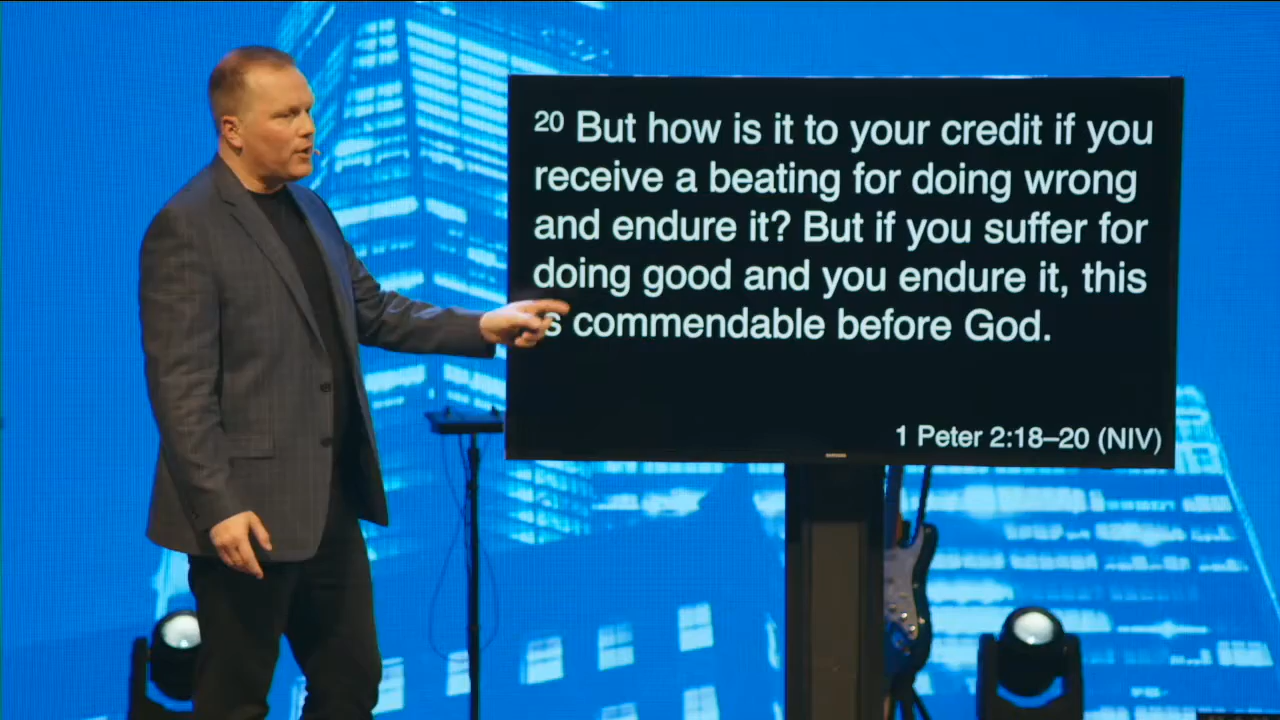 20 But how is it to your credit if you
receive a beating for doing wrong
and endure it? But if you suffer for
doing good and you endure it, this
s commendable before God.
1 Peter 2:18–20 (NIV)